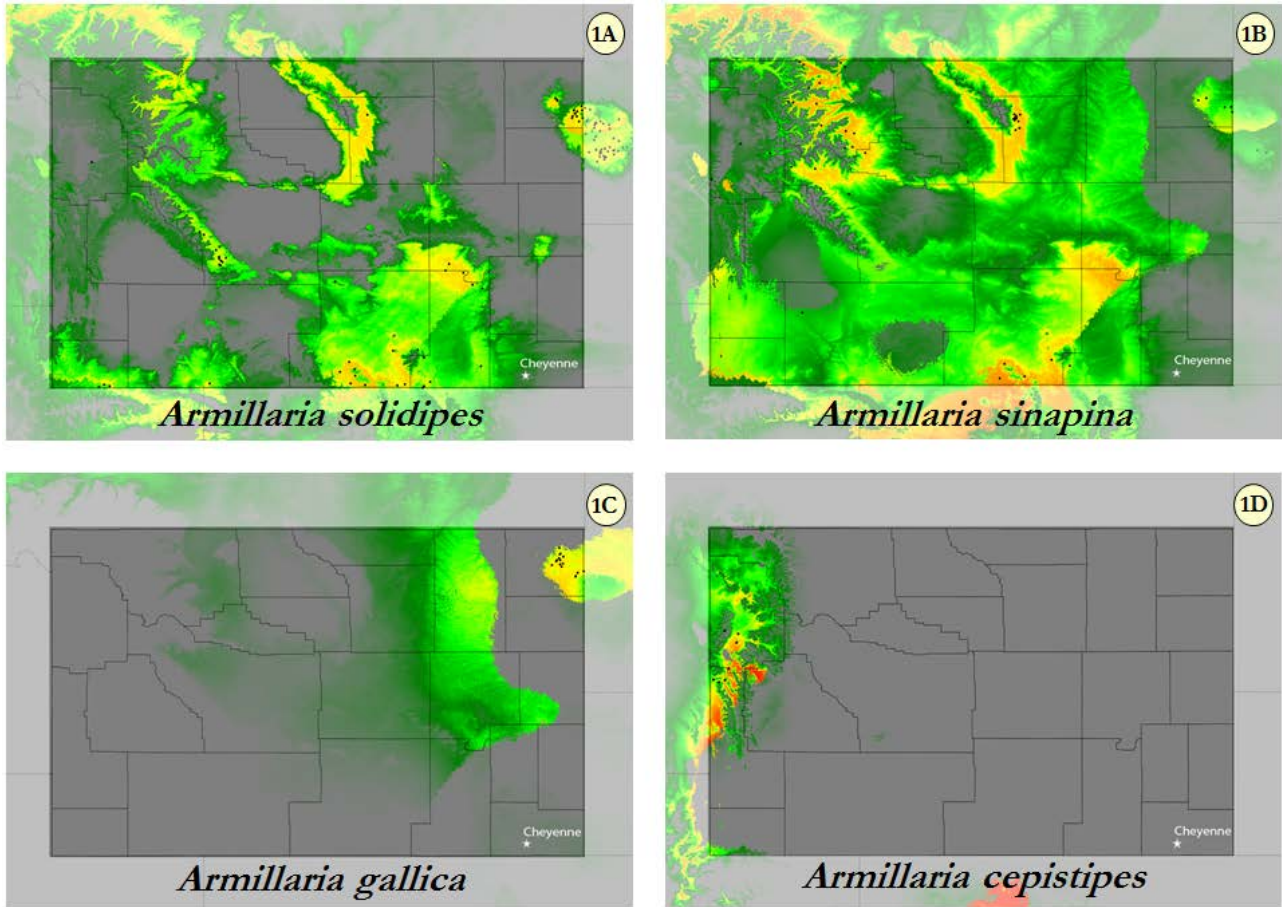 1A
1B
Cheyenne
Cheyenne
Armillaria solidipes
Armillaria sinapina
1C
1D
Cheyenne
Cheyenne
Armillaria gallica
Armillaria cepistipes